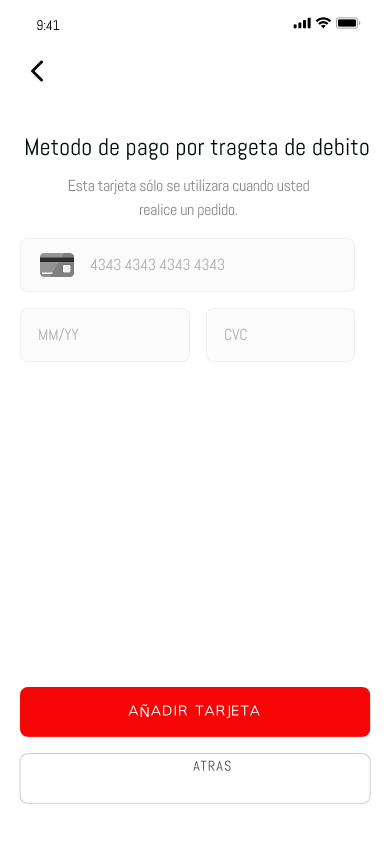 9:41
Metodo de pago por trageta de debito
Esta tarjeta sólo se utilizara cuando usted
realice un pedido.
4343 4343 4343 4343
MM/YY CVC
AÑADIR TARJETA
ATRAS